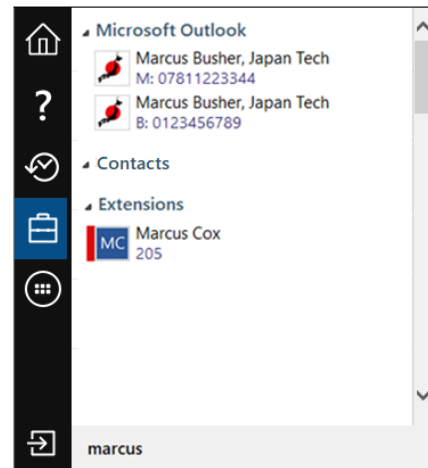 Microsoft Outlook
Marcus Busher, Japan Tech
M: 07811223344
Marcus Busher, Japan Tech
B: 0123456789
Contacts
Extensions
MC
Marcus Cox
205
marcus